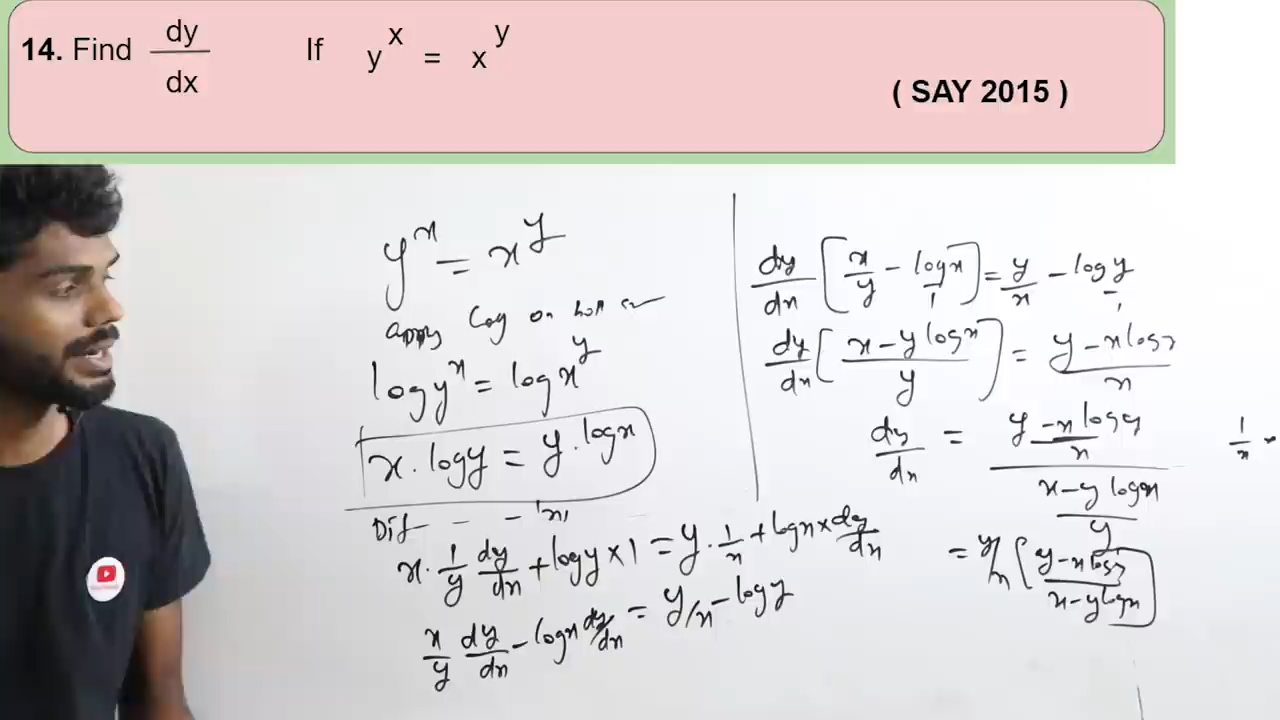 14. Find dy/dx If y^x = x^y
( SAY 2015 )
y^x = x^y
apply log on
log y^x = log x^y
x . log y = y . log x
Dif - - -
x . 1/y dy/dx + log y × 1 = y . 1/x + log x × dy/dx
x/y dy/dx - log x dy/dx = y/x - log y
dy/dx [ x/y - log x / 1 ] = y/x - log y / 1
dy/dx [ (x - y log x) / y ] = (y - x log y) / x
dy/dx = ((y - x log y) / x) / ((x - y log x) / y)
= y/x [ (y - x log y) / (x - y log x) ]
1/x